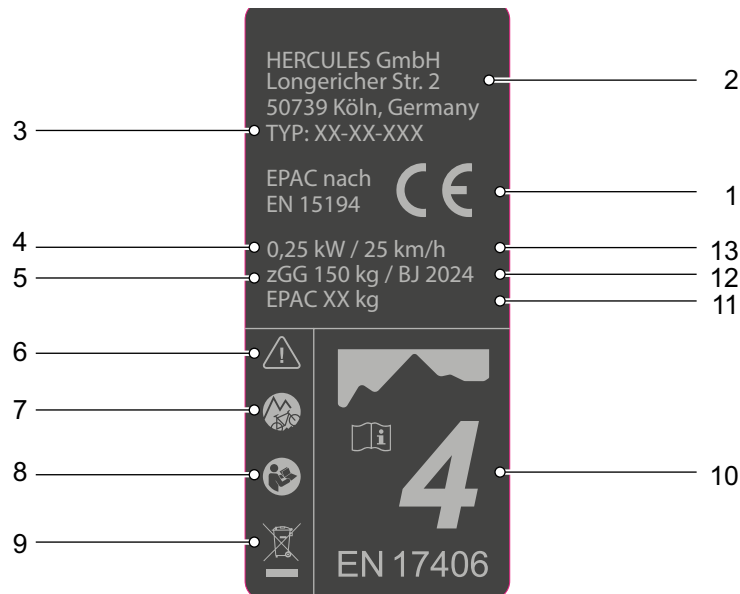 HERCULES GmbH
Longericher Str. 2
2
50739 Köln, Germany
3
TYP: XX-XX-XXX
EPAC nach
CE
1
EN 15194
4
0,25 kW / 25 km/h
13
5
zGG 150 kg / BJ 2024
12
EPAC XX kg
11
6
!
7
i
4
8
10
9
EN 17406